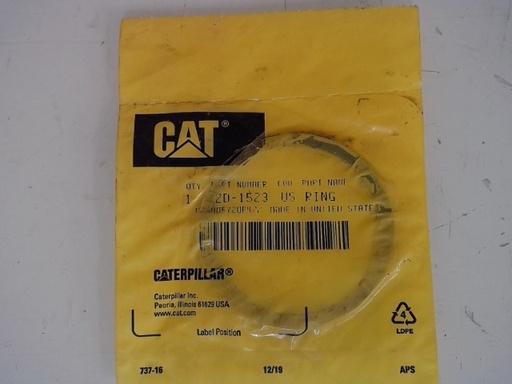 CAT®
QTY PART NUMBER COO PART NAME
1 2D-1523 US RING
MADE IN UNITED STATES
CATERPILLAR®
Caterpillar Inc.
Peoria, Illinois 61629 USA
www.cat.com
Label Position
4
LDPE
737-16 12/19 APS